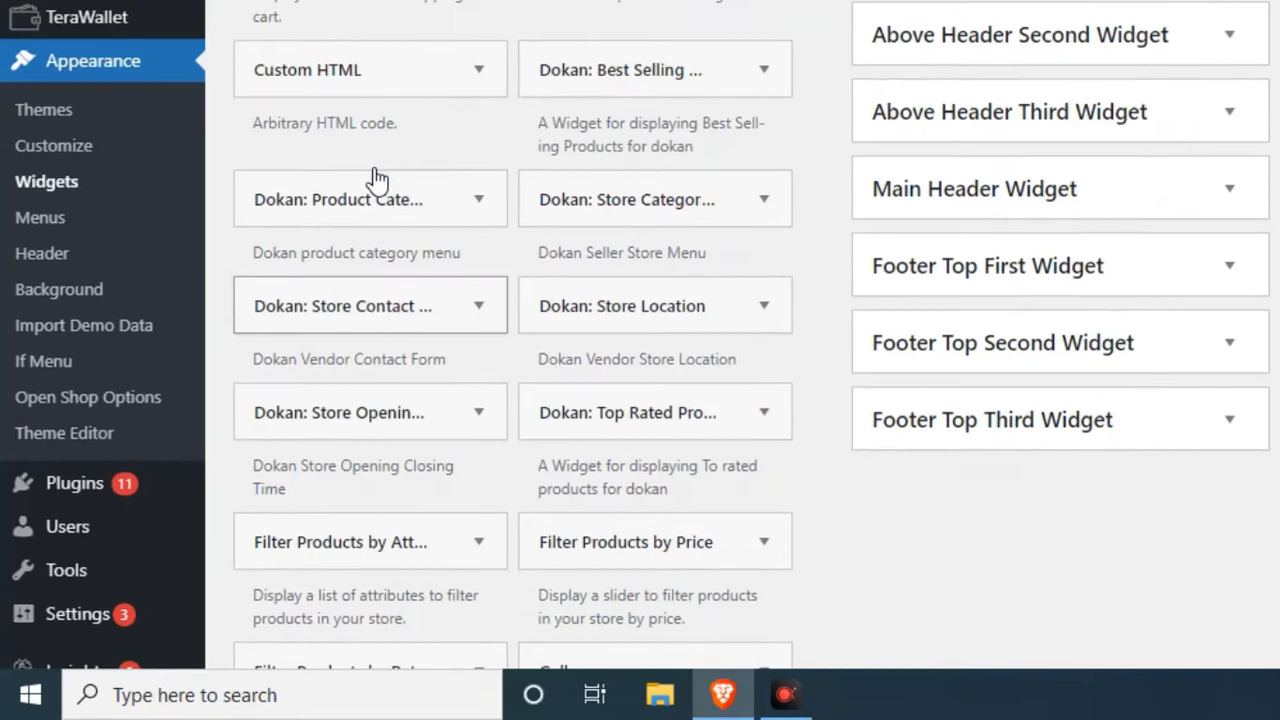 TeraWallet
Appearance
Themes
Customize
Widgets
Menus
Header
Background
Import Demo Data
If Menu
Open Shop Options
Theme Editor
Plugins 11
Users
Tools
Settings 3
cart.
Custom HTML
Arbitrary HTML code.
Dokan: Best Selling ...
A Widget for displaying Best Sell-
ing Products for dokan
Dokan: Product Cate...
Dokan product category menu
Dokan: Store Categor...
Dokan Seller Store Menu
Dokan: Store Contact ...
Dokan Vendor Contact Form
Dokan: Store Location
Dokan Vendor Store Location
Dokan: Store Openin...
Dokan Store Opening Closing
Time
Dokan: Top Rated Pro...
A Widget for displaying To rated
products for dokan
Filter Products by Att...
Display a list of attributes to filter
products in your store.
Filter Products by Price
Display a slider to filter products
in your store by price.
Above Header Second Widget
Above Header Third Widget
Main Header Widget
Footer Top First Widget
Footer Top Second Widget
Footer Top Third Widget
Type here to search